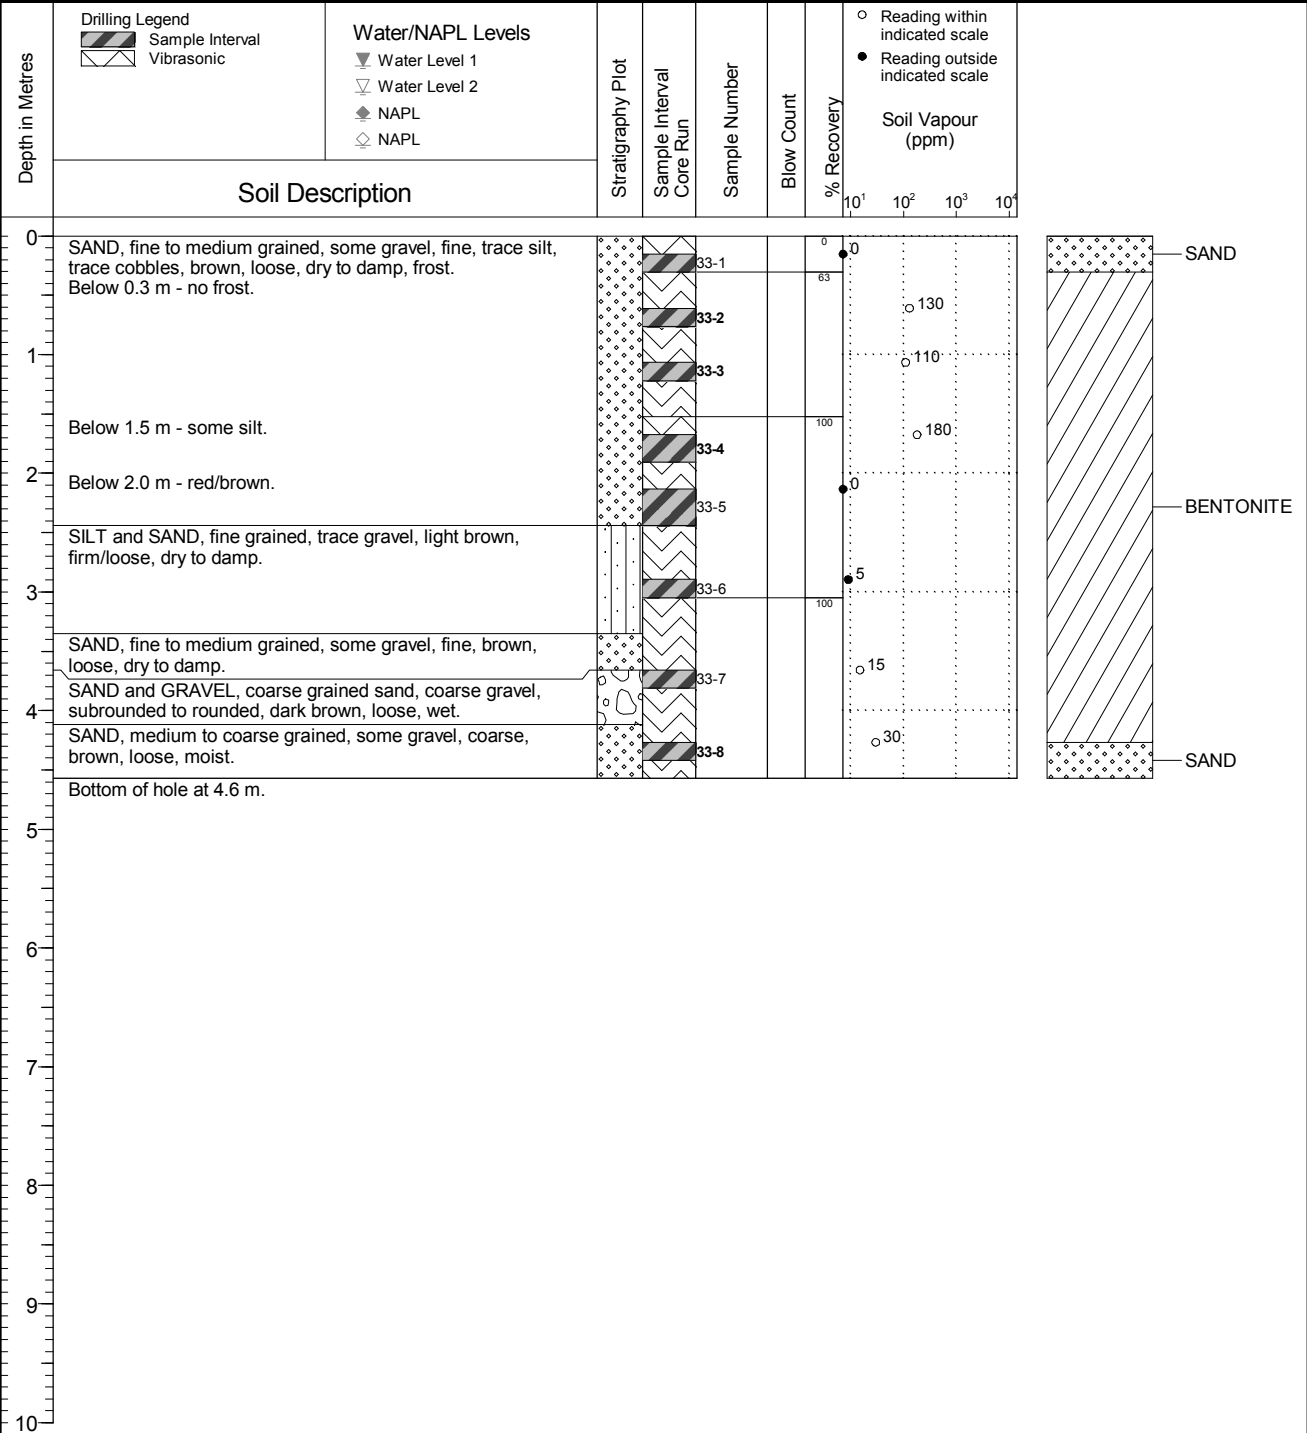 Depth in Metres
Drilling Legend
Sample Interval
Vibrasonic
Water/NAPL Levels
Water Level 1
Water Level 2
NAPL
NAPL
Soil Description
Stratigraphy Plot
Sample Interval
Core Run
Sample Number
Blow Count
% Recovery
Reading within
indicated scale
Reading outside
indicated scale
Soil Vapour
(ppm)
10¹ 10² 10³ 10⁴
0
SAND, fine to medium grained, some gravel, fine, trace silt,
trace cobbles, brown, loose, dry to damp, frost.
Below 0.3 m - no frost.
33-1
0
0
SAND
63
33-2
130
1
33-3
110
Below 1.5 m - some silt.
100
33-4
180
2
Below 2.0 m - red/brown.
0
33-5
BENTONITE
SILT and SAND, fine grained, trace gravel, light brown,
firm/loose, dry to damp.
5
3
33-6
100
SAND, fine to medium grained, some gravel, fine, brown,
loose, dry to damp.
15
33-7
SAND and GRAVEL, coarse grained sand, coarse gravel,
subrounded to rounded, dark brown, loose, wet.
4
SAND, medium to coarse grained, some gravel, coarse,
brown, loose, moist.
30
33-8
SAND
Bottom of hole at 4.6 m.
5
6
7
8
9
10